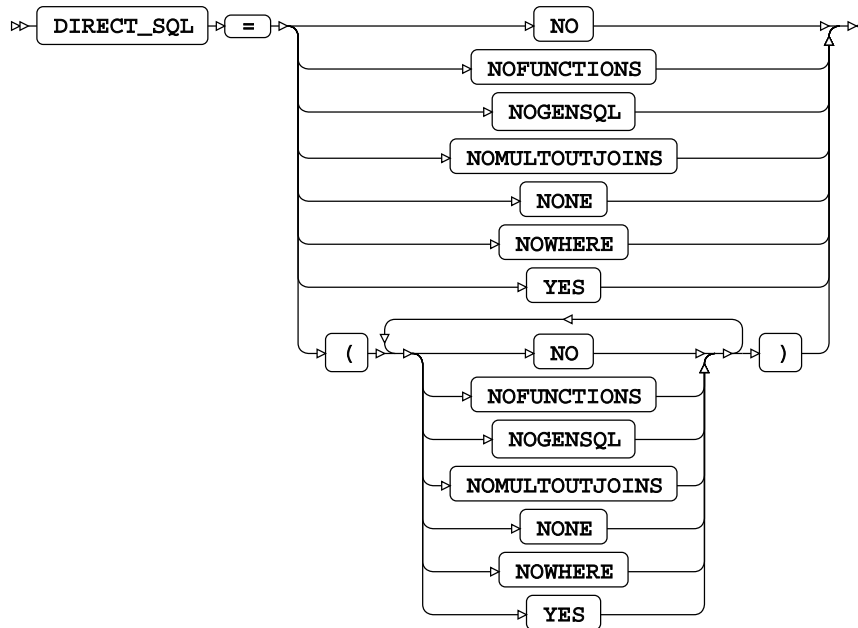 DIRECT_SQL = NO
NOFUNCTIONS
NOGENSQL
NOMULTOUTJOINS
NONE
NOWHERE
YES
( NO )
NOFUNCTIONS
NOGENSQL
NOMULTOUTJOINS
NONE
NOWHERE
YES